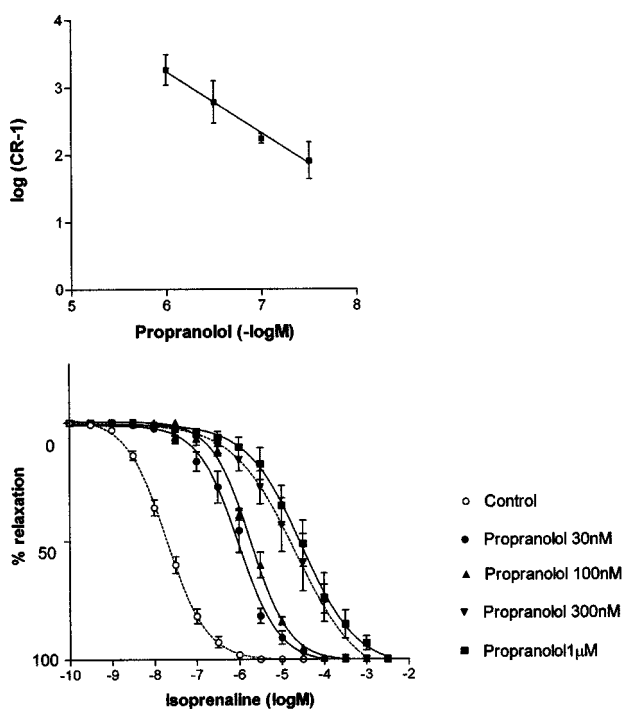 4
3
2
1
0
log (CR-1)
5 6 7 8
Propranolol (-logM)
0
50
100
% relaxation
-10 -9 -8 -7 -6 -5 -4 -3 -2
Isoprenaline (logM)
Control
Propranolol 30nM
Propranolol 100nM
Propranolol 300nM
Propranolol1µM